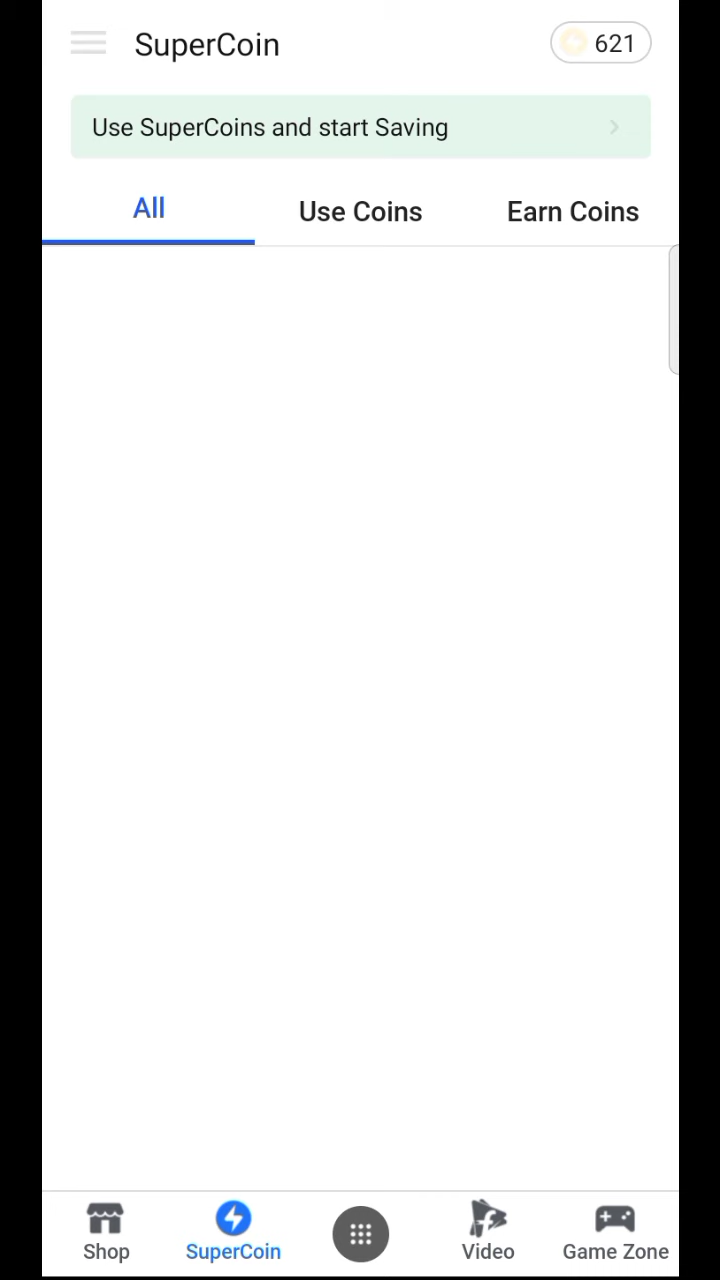 SuperCoin
621
Use SuperCoins and start Saving
All
Use Coins
Earn Coins
Shop
SuperCoin
Video
Game Zone